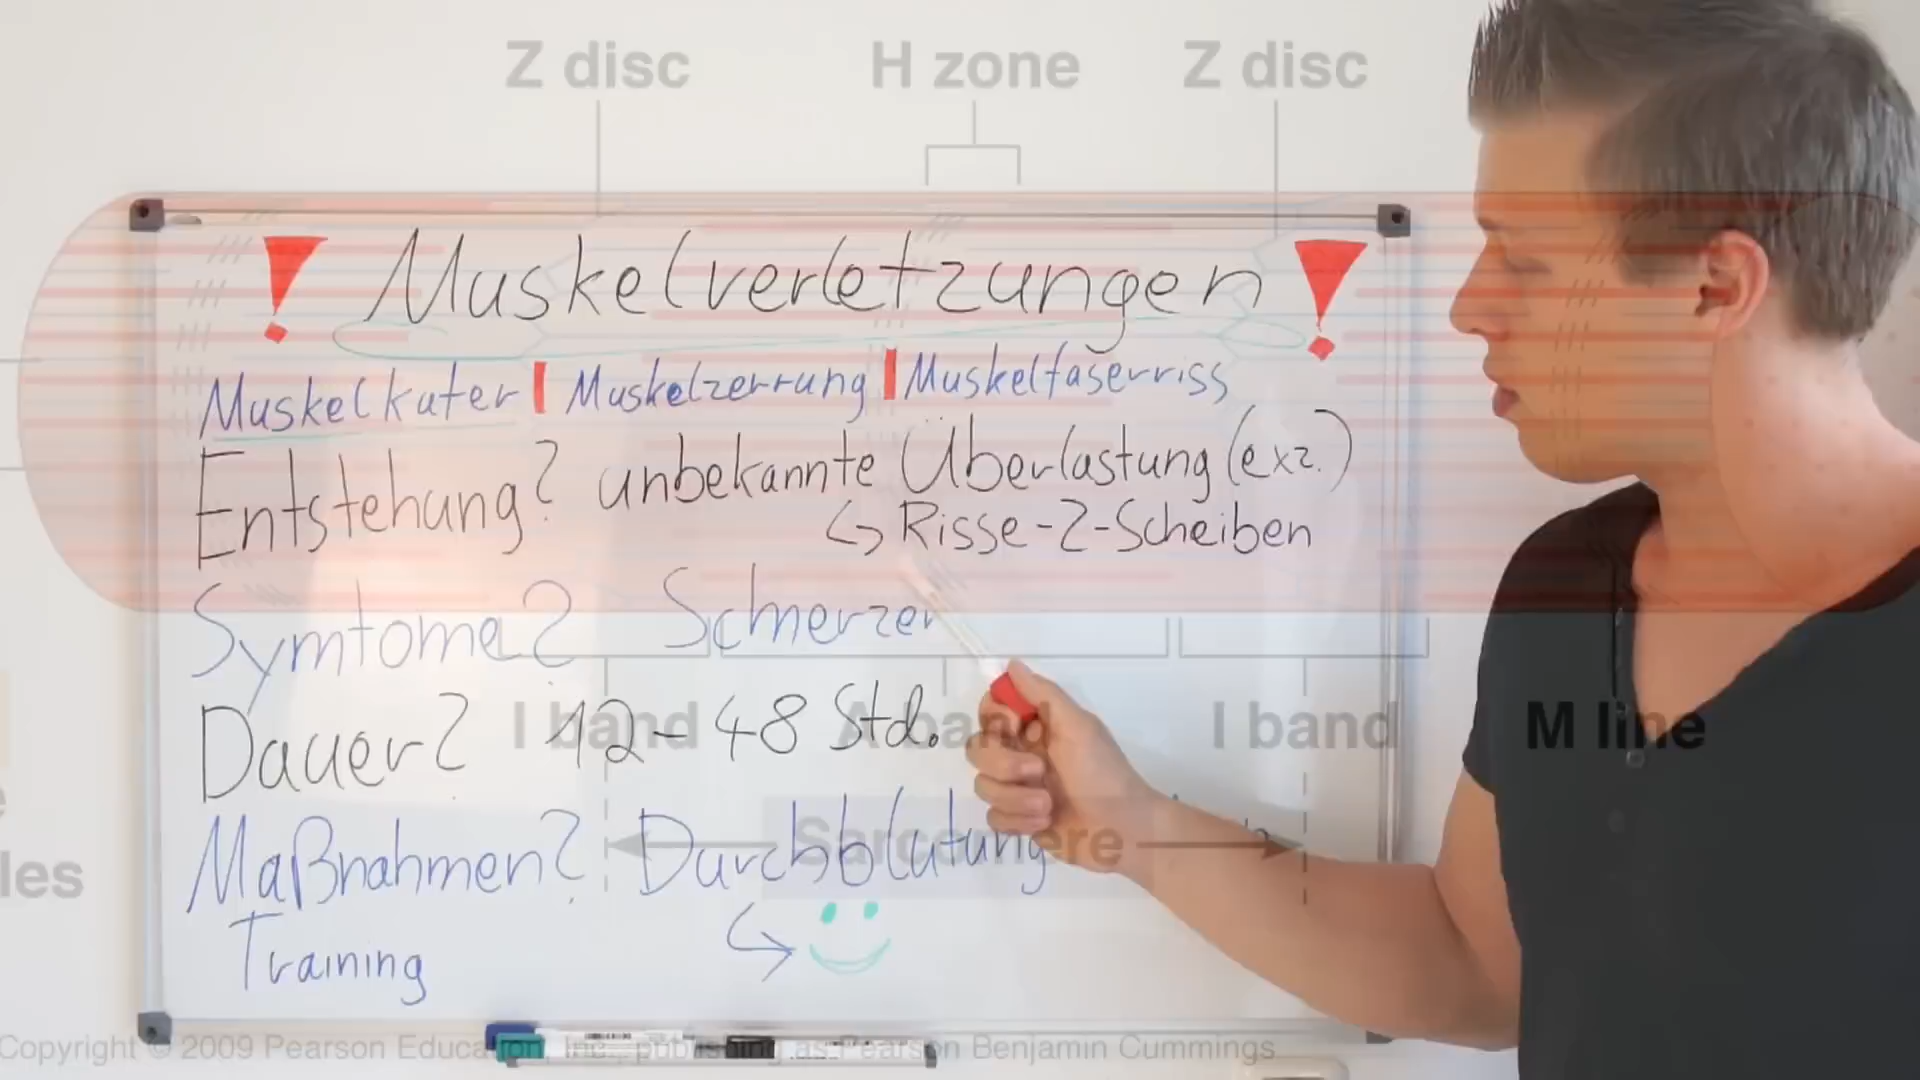 Z disc H zone Z disc
Muskelverletzungen
Muskelkater | Muskelzerrung | Muskelfaserriss
Entstehung? unbekannte Überlastung (exz.)
↳ Risse-Z-Scheiben
Symtome? Schmerzen
Dauer? 12-48 Std.
I band A band I band M line
Maßnahmen? Durchblutung
Sarcomere
les
Training
Copyright © 2009 Pearson Education, Inc., publishing as Pearson Benjamin Cummings